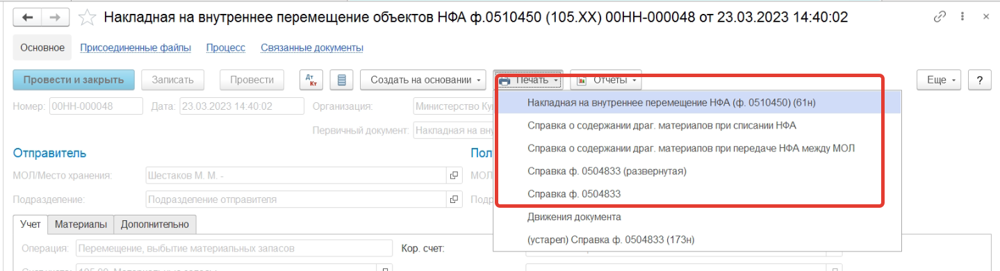 Накладная на внутреннее перемещение объектов НФА ф.0510450 (105.XX) 00НН-000048 от 23.03.2023 14:40:02
Основное Присоединенные файлы Процесс Связанные документы
Провести и закрыть Записать Провести Дт Кт Создать на основании Печать Отчеты Еще ?
Номер: 00НН-000048 Дата: 23.03.2023 14:40:02 Организация: Министерство Ку
Накладная на внутреннее перемещение НФА (ф. 0510450) (61н)
Первичный документ: Накладная на вну
Справка о содержании драг. материалов при списании НФА
Отправитель Пол
Справка о содержании драг. материалов при передаче НФА между МОЛ
МОЛ/Место хранения: Шестаков М. М. - МОЛ
Справка ф. 0504833 (развернутая)
Подразделение: Подразделение отправителя Подр
Справка ф. 0504833
Учет Материалы Дополнительно
Движения документа
Операция: Перемещение, выбытие материальных запасов Кор. счет:
(устарел) Справка ф. 0504833 (173н)